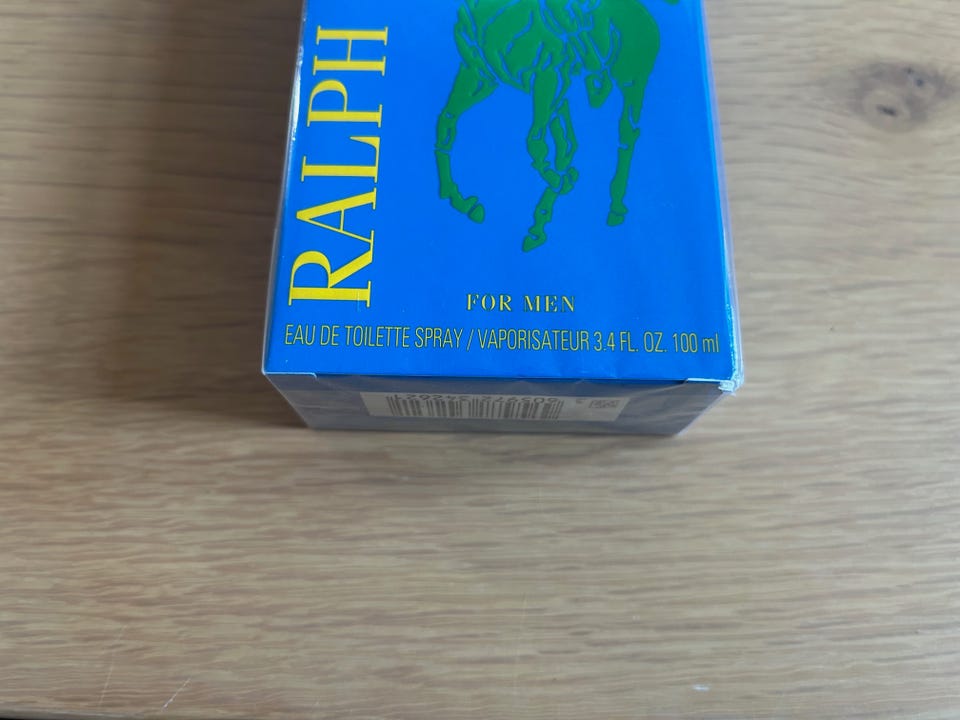 RALPH
FOR MEN
EAU DE TOILETTE SPRAY / VAPORISATEUR 3.4 FL. OZ. 100 ml